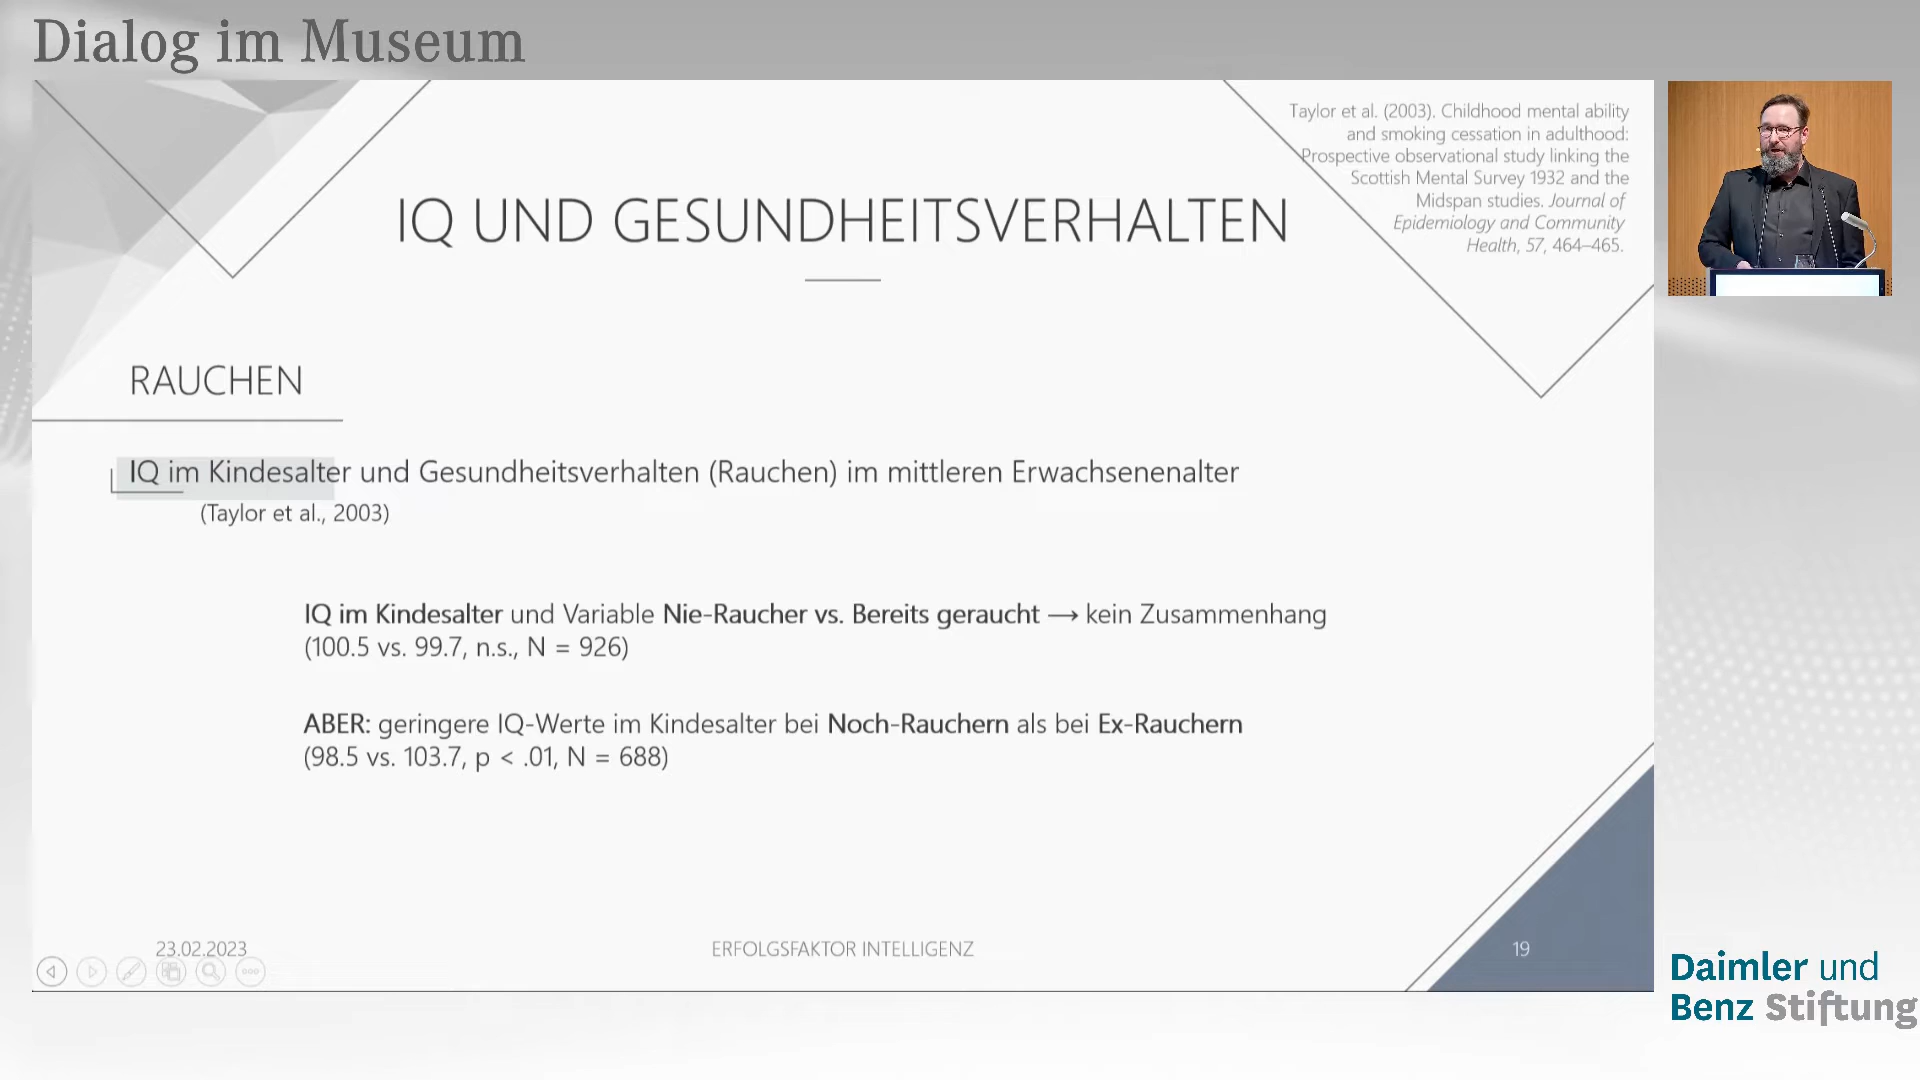 Dialog im Museum
Taylor et al. (2003). Childhood mental ability
and smoking cessation in adulthood:
Prospective observational study linking the
Scottish Mental Survey 1932 and the
Midspan studies. Journal of
Epidemiology and Community
Health, 57, 464–465.
IQ UND GESUNDHEITSVERHALTEN
RAUCHEN
IQ im Kindesalter und Gesundheitsverhalten (Rauchen) im mittleren Erwachsenenalter
(Taylor et al., 2003)
IQ im Kindesalter und Variable Nie-Raucher vs. Bereits geraucht → kein Zusammenhang
(100.5 vs. 99.7, n.s., N = 926)
ABER: geringere IQ-Werte im Kindesalter bei Noch-Rauchern als bei Ex-Rauchern
(98.5 vs. 103.7, p < .01, N = 688)
23.02.2023
ERFOLGSFAKTOR INTELLIGENZ
19
Daimler und
Benz Stiftung